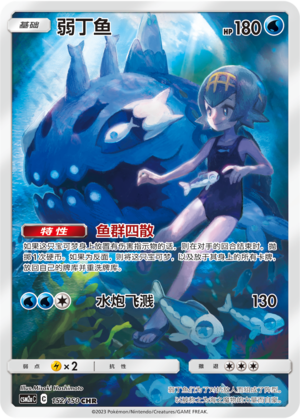 基础 弱丁鱼 HP 180
特性 鱼群四散
如果这只宝可梦身上放置有伤害指示物的话，则在对手的回合结束时，抛
掷1次硬币。如果为反面，则将这只宝可梦，以及放于其身上的所有卡牌，
放回自己的牌库并重洗牌库。
水炮飞溅 130
弱点 ×2 抗性 撤退
Illus. Misaki Hashimoto
CSM2a C C 152/150 CHR
©2023 Pokémon/Nintendo/Creatures/GAME FREAK.